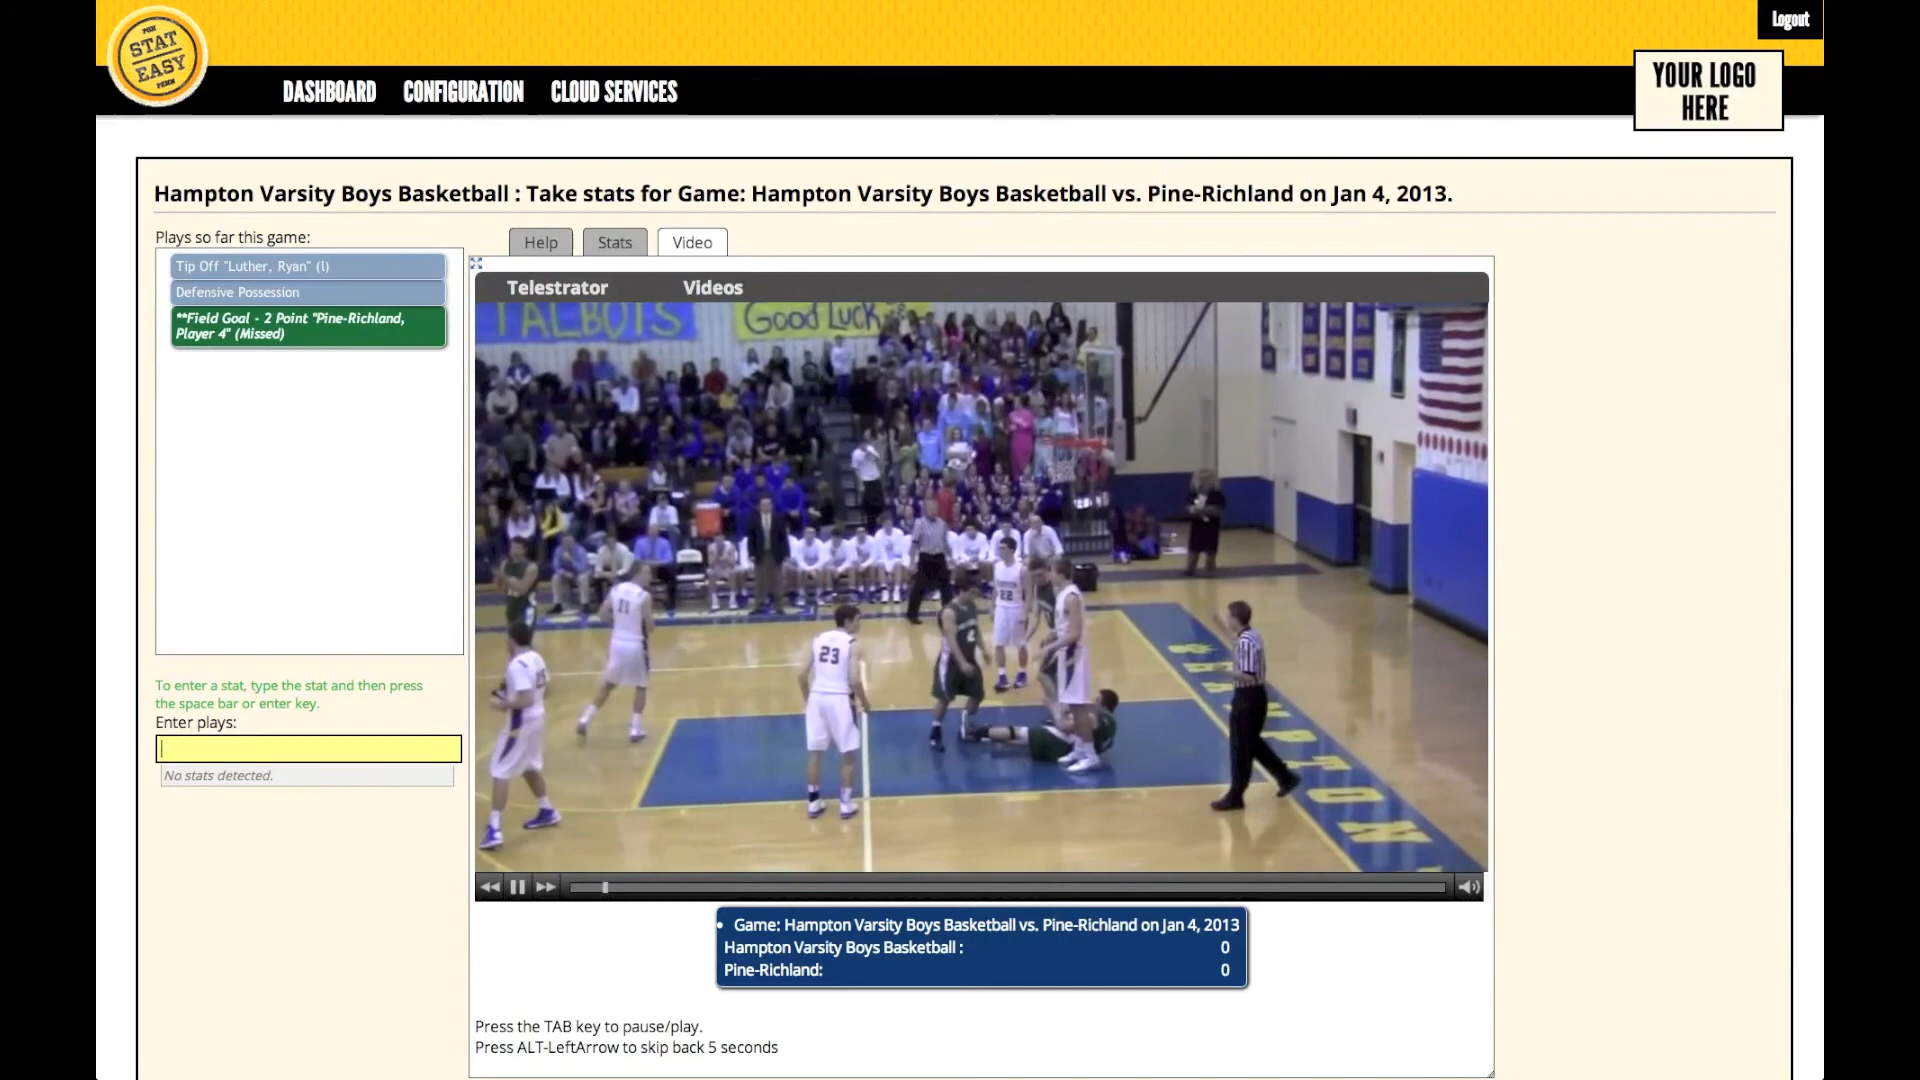 Logout
STAT
EASY
YOUR LOGO
HERE
DASHBOARD CONFIGURATION CLOUD SERVICES
Hampton Varsity Boys Basketball : Take stats for Game: Hampton Varsity Boys Basketball vs. Pine-Richland on Jan 4, 2013.
Plays so far this game:
Help Stats Video
Tip Off "Luther, Ryan" (l)
Defensive Possession
**Field Goal - 2 Point "Pine-Richland,
Player 4" (Missed)
Telestrator Videos
TALBOTS
Good Luck
11
22
23
2
To enter a stat, type the stat and then press
the space bar or enter key.
Enter plays:
No stats detected.
Game: Hampton Varsity Boys Basketball vs. Pine-Richland on Jan 4, 2013
Hampton Varsity Boys Basketball : 0
Pine-Richland: 0
Press the TAB key to pause/play.
Press ALT-LeftArrow to skip back 5 seconds